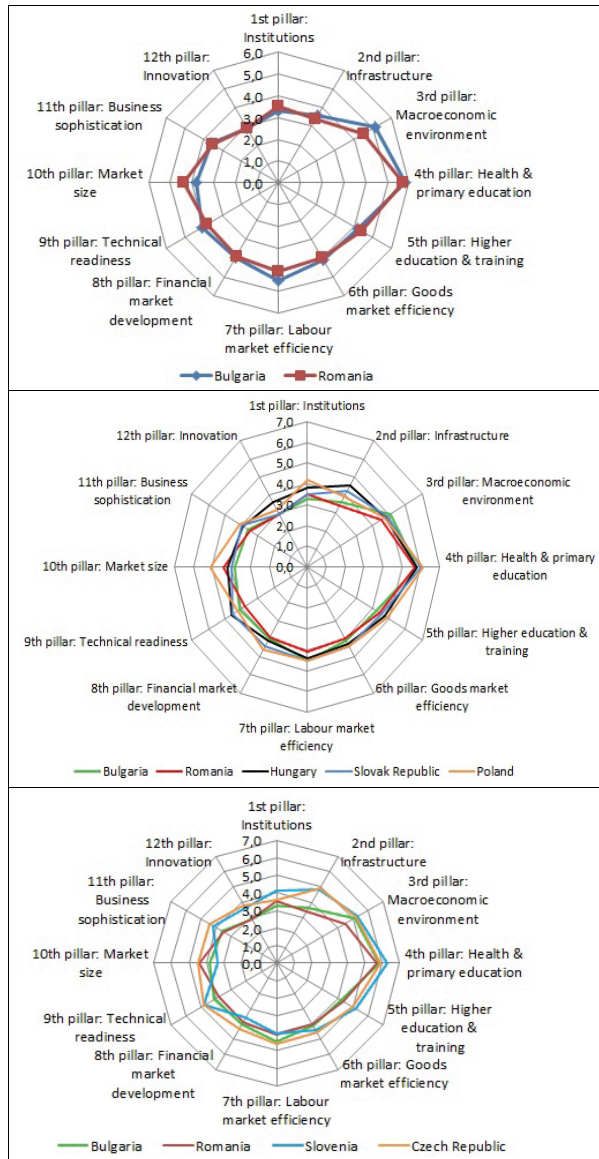 1st pillar:
Institutions
12th pillar:
Innovation
2nd pillar:
Infrastructure
11th pillar: Business
sophistication
3rd pillar:
Macroeconomic
environment
10th pillar: Market
size
4th pillar: Health &
primary education
9th pillar: Technical
readiness
5th pillar: Higher
education & training
8th pillar: Financial
market
development
6th pillar: Goods
market efficiency
7th pillar: Labour
market efficiency
6,0
5,0
4,0
3,0
2,0
1,0
0,0
Bulgaria
Romania
1st pillar: Institutions
12th pillar: Innovation
2nd pillar: Infrastructure
11th pillar: Business
sophistication
3rd pillar: Macroeconomic
environment
10th pillar: Market size
4th pillar: Health & primary
education
9th pillar: Technical readiness
5th pillar: Higher education &
training
8th pillar: Financial market
development
6th pillar: Goods market
efficiency
7th pillar: Labour market
efficiency
7,0
6,0
5,0
4,0
3,0
2,0
1,0
0,0
Bulgaria
Romania
Hungary
Slovak Republic
Poland
1st pillar:
Institutions
12th pillar:
Innovation
2nd pillar:
Infrastructure
11th pillar:
Business
sophistication
3rd pillar:
Macroeconomic
environment
10th pillar: Market
size
4th pillar: Health &
primary education
9th pillar: Technical
readiness
5th pillar: Higher
education &
training
8th pillar: Financial
market
development
6th pillar: Goods
market efficiency
7th pillar: Labour
market efficiency
7,0
6,0
5,0
4,0
3,0
2,0
1,0
0,0
Bulgaria
Romania
Slovenia
Czech Republic